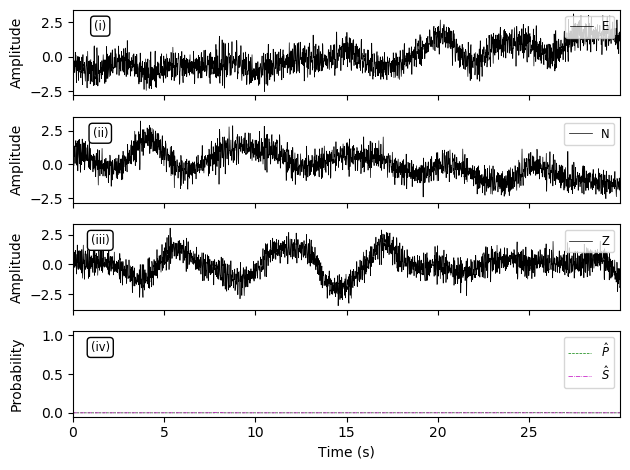 (i)
E
Amplitude
2.5
0.0
−2.5
(ii)
N
Amplitude
2.5
0.0
−2.5
(iii)
Z
Amplitude
2.5
0.0
−2.5
(iv)
P̂
Ŝ
Probability
1.0
0.5
0.0
0 5 10 15 20 25
Time (s)